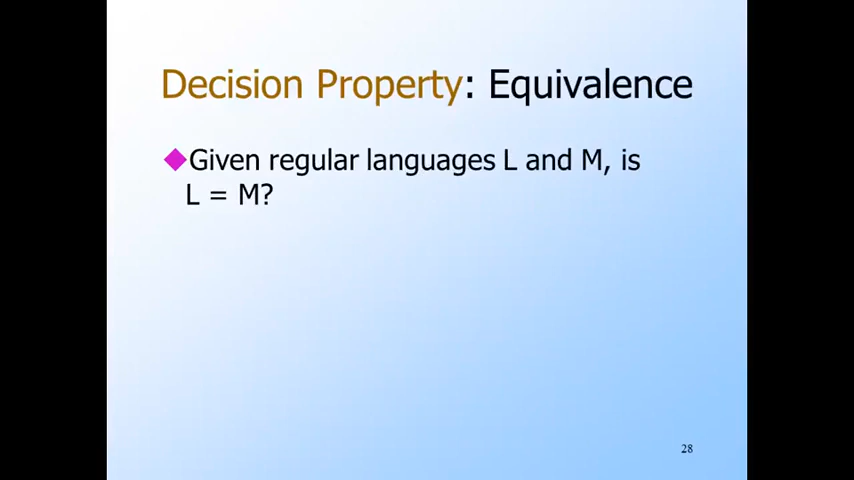 Decision Property: Equivalence
Given regular languages L and M, is
L = M?
28